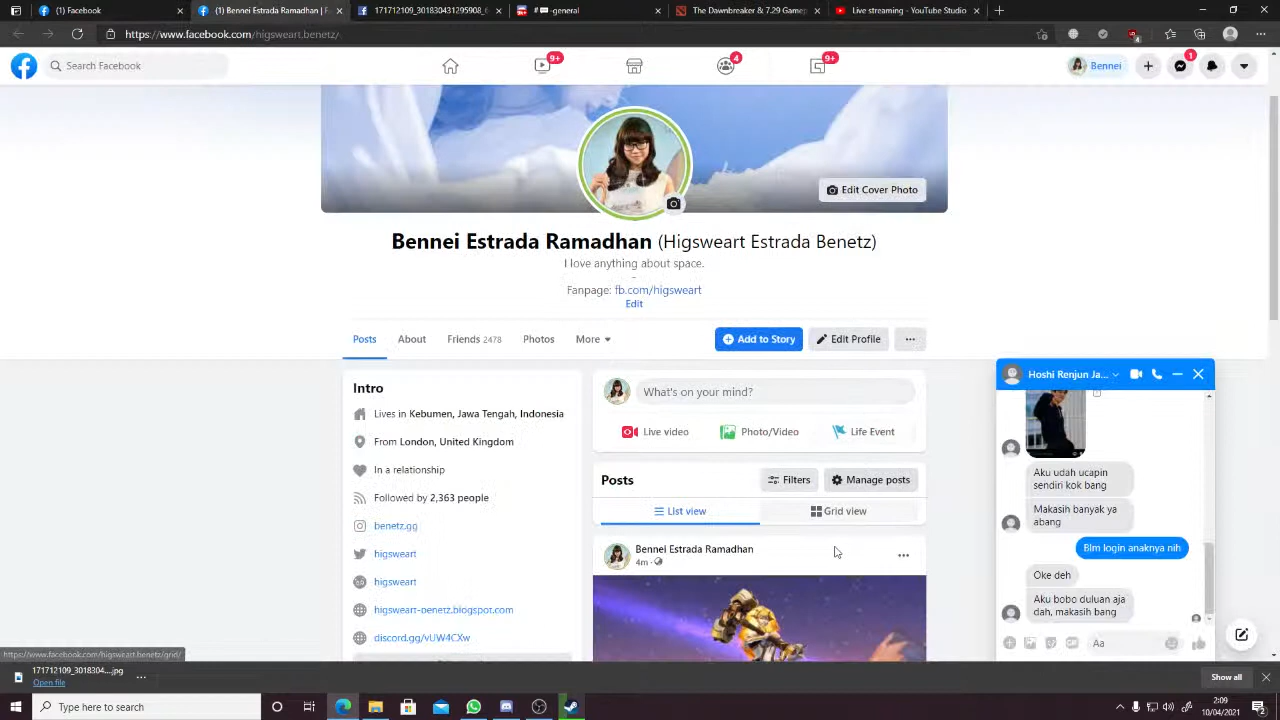 (1) Facebook
(1) Bennei Estrada Ramadhan | F
171712109_301830431295908_6
#💬-general
The Dawnbreaker & 7.29 Gamep
Live streaming - YouTube Studio
https://www.facebook.com/higsweart.benetz/
Search Facebook
9+
4
9+
Bennei
1
Edit Cover Photo
Bennei Estrada Ramadhan (Higsweart Estrada Benetz)
I love anything about space.
Fanpage: fb.com/higsweart
Edit
Posts
About
Friends 2478
Photos
More
Add to Story
Edit Profile
Intro
Lives in Kebumen, Jawa Tengah, Indonesia
From London, United Kingdom
In a relationship
Followed by 2,363 people
benetz.gg
higsweart
higsweart
higsweart-benetz.blogspot.com
discord.gg/vUW4CXw
What's on your mind?
Live video
Photo/Video
Life Event
Posts
Filters
Manage posts
List view
Grid view
Bennei Estrada Ramadhan
4m
Hoshi Renjun Ja...
Aku udah ucapin
sendiri kok bang
Makasih banyak ya
abang
Blm login anaknya nih
Oke deh
Aku bobo duluan aja
dah, makasih bang
Aa
https://www.facebook.com/higsweart.benetz/grid/
171712109_3018304....jpg
Open file
Show all
Type here to search
2:09
10/04/2021